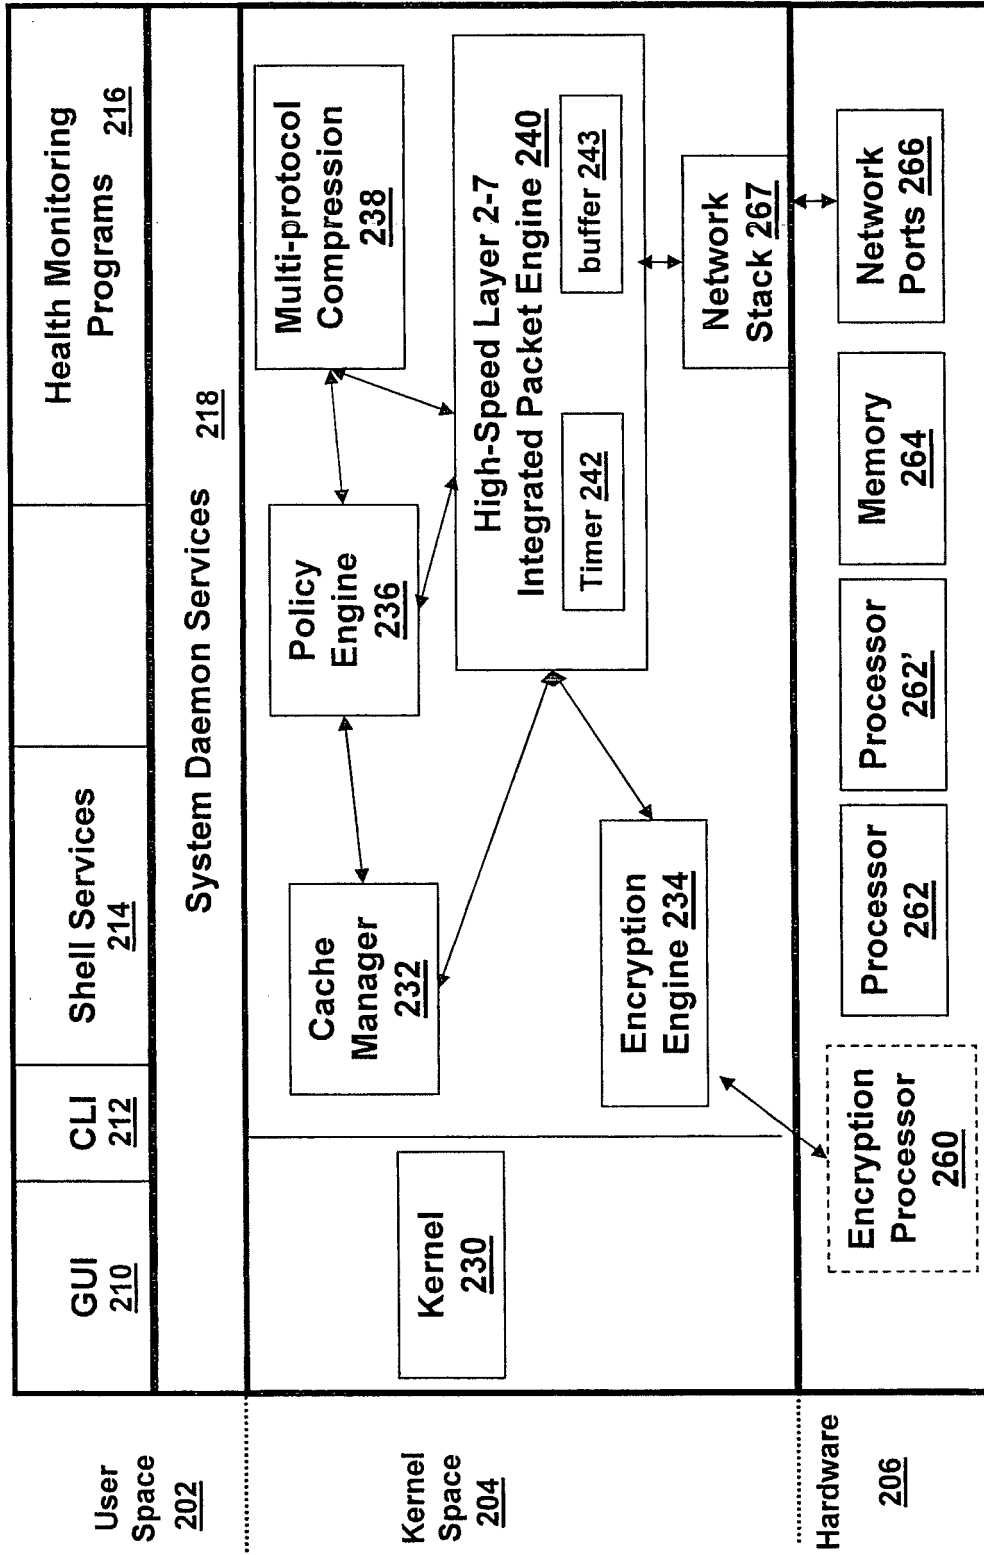 User
Space
202
GUI
210
CLI
212
Shell Services
214
Health Monitoring
Programs 216
System Daemon Services 218
Kernel
Space
204
Kernel
230
Cache
Manager
232
Policy
Engine
236
Multi-protocol
Compression
238
High-Speed Layer 2-7
Integrated Packet Engine 240
Timer 242
buffer 243
Encryption
Engine 234
Network
Stack 267
Hardware
206
Encryption
Processor
260
Processor
262
Processor
262’
Memory
264
Network
Ports 266